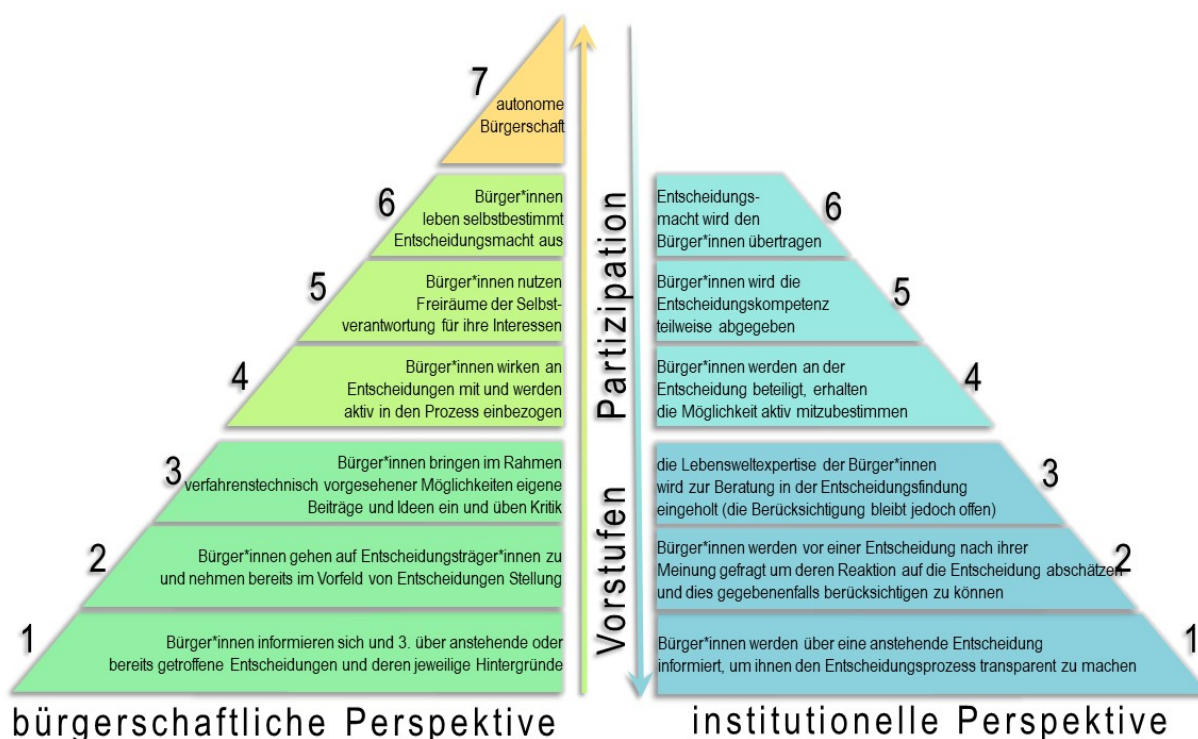 7
autonome
Bürgerschaft
6
Bürger*innen
leben selbstbestimmt
Entscheidungsmacht aus
5
Bürger*innen nutzen
Freiräume der Selbst-
verantwortung für ihre Interessen
4
Bürger*innen wirken an
Entscheidungen mit und werden
aktiv in den Prozess einbezogen
3
Bürger*innen bringen im Rahmen
verfahrenstechnisch vorgesehener Möglichkeiten eigene
Beiträge und Ideen ein und üben Kritik
2
Bürger*innen gehen auf Entscheidungsträger*innen zu
und nehmen bereits im Vorfeld von Entscheidungen Stellung
1
Bürger*innen informieren sich und 3. über anstehende oder
bereits getroffene Entscheidungen und deren jeweilige Hintergründe
bürgerschaftliche Perspektive
Partizipation
Vorstufen
Entscheidungs-
macht wird den
Bürger*innen übertragen
6
Bürger*innen wird die
Entscheidungskompetenz
teilweise abgegeben
5
Bürger*innen werden an der
Entscheidung beteiligt, erhalten
die Möglichkeit aktiv mitzubestimmen
4
die Lebensweltexpertise der Bürger*innen
wird zur Beratung in der Entscheidungsfindung
eingeholt (die Berücksichtigung bleibt jedoch offen)
3
Bürger*innen werden vor einer Entscheidung nach ihrer
Meinung gefragt um deren Reaktion auf die Entscheidung abschätzen
und dies gegebenenfalls berücksichtigen zu können
2
Bürger*innen werden über eine anstehende Entscheidung
informiert, um ihnen den Entscheidungsprozess transparent zu machen
1
institutionelle Perspektive